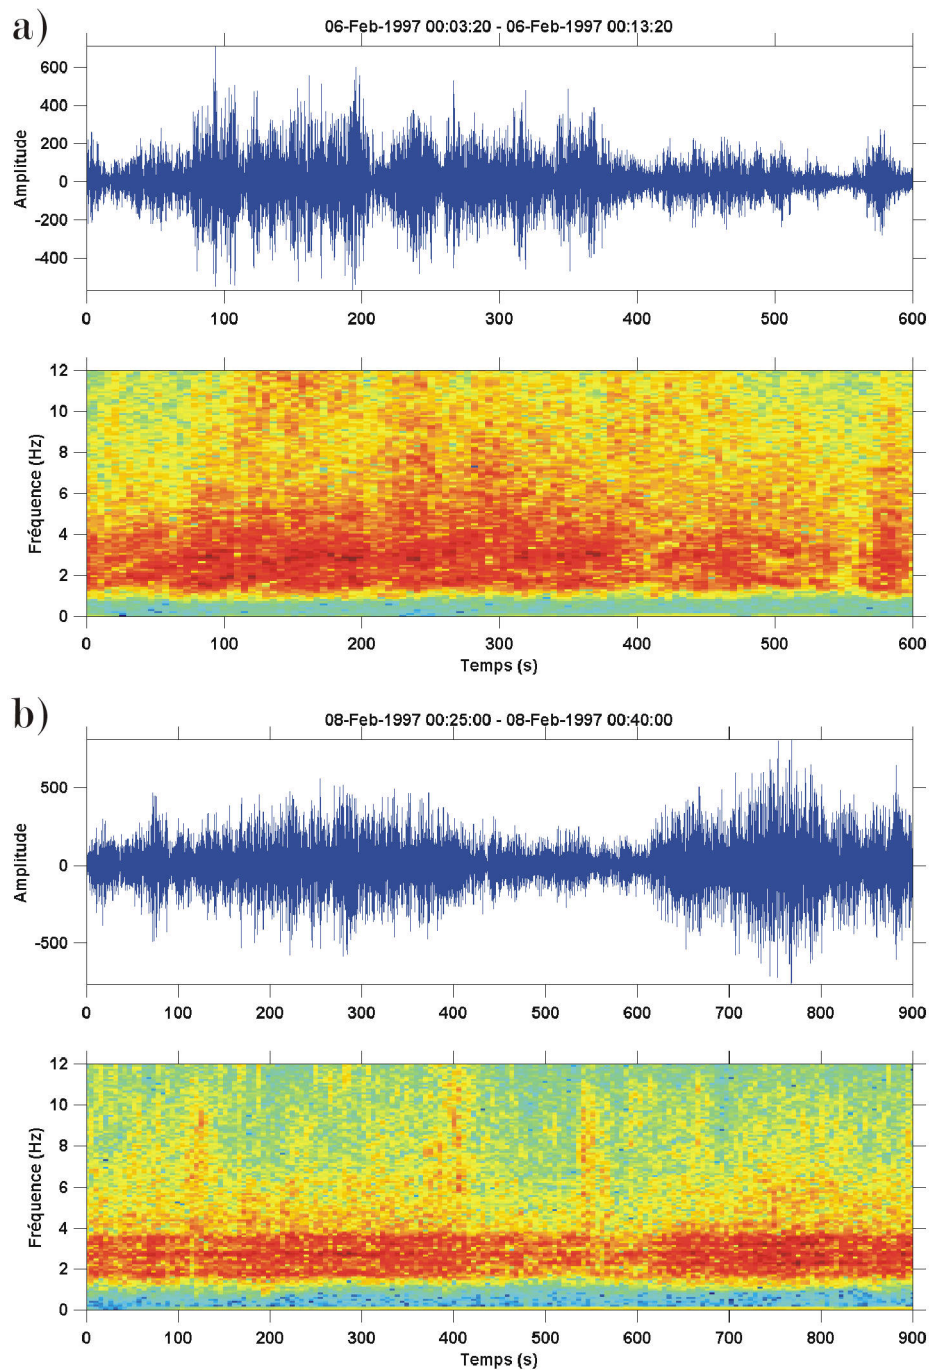 a)
06-Feb-1997 00:03:20 - 06-Feb-1997 00:13:20
Amplitude
600
400
200
0
-200
-400
0 100 200 300 400 500 600
Fréquence (Hz)
12
10
8
6
4
2
0
0 100 200 300 400 500 600
Temps (s)
b)
08-Feb-1997 00:25:00 - 08-Feb-1997 00:40:00
Amplitude
500
0
-500
0 100 200 300 400 500 600 700 800 900
Fréquence (Hz)
12
10
8
6
4
2
0
0 100 200 300 400 500 600 700 800 900
Temps (s)